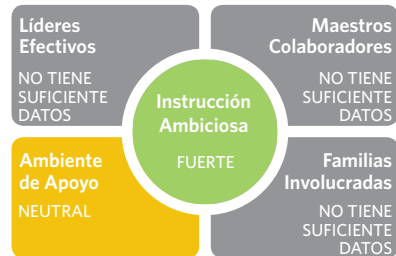 Líderes
Efectivos
NO TIENE
SUFICIENTE
DATOS
Maestros
Colaboradores
NO TIENE
SUFICIENTE
DATOS
Instrucción
Ambiciosa
FUERTE
Ambiente
de Apoyo
NEUTRAL
Familias
Involucradas
NO TIENE
SUFICIENTE
DATOS